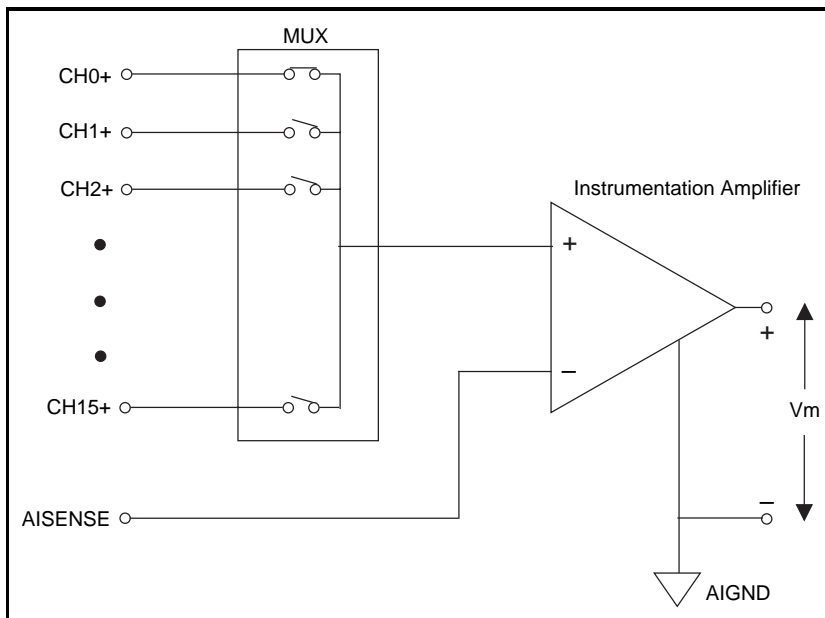 MUX
CH0+
CH1+
CH2+
Instrumentation Amplifier
+
+
−
CH15+
Vm
−
AISENSE
AIGND